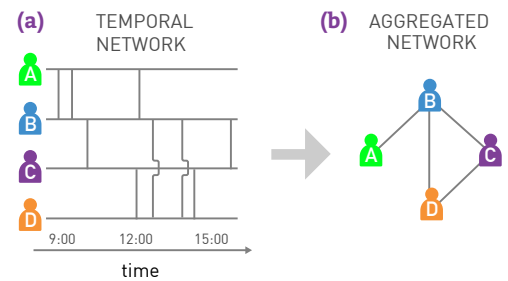 (a) TEMPORAL
NETWORK
A
B
C
D
9:00 12:00 15:00
time
(b) AGGREGATED
NETWORK
B
A
C
D